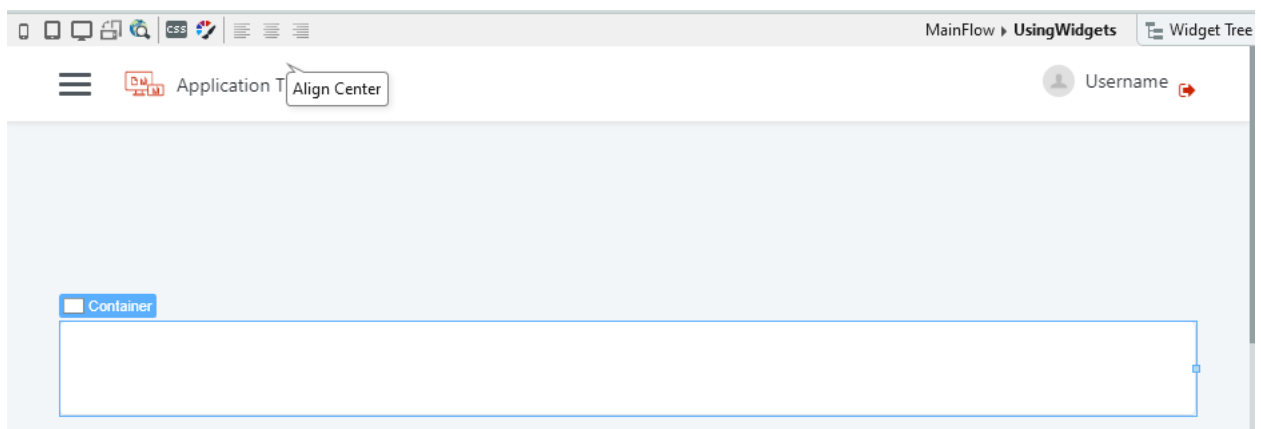 css
MainFlow ▸ UsingWidgets
Widget Tree
Application T
Align Center
Username
Container